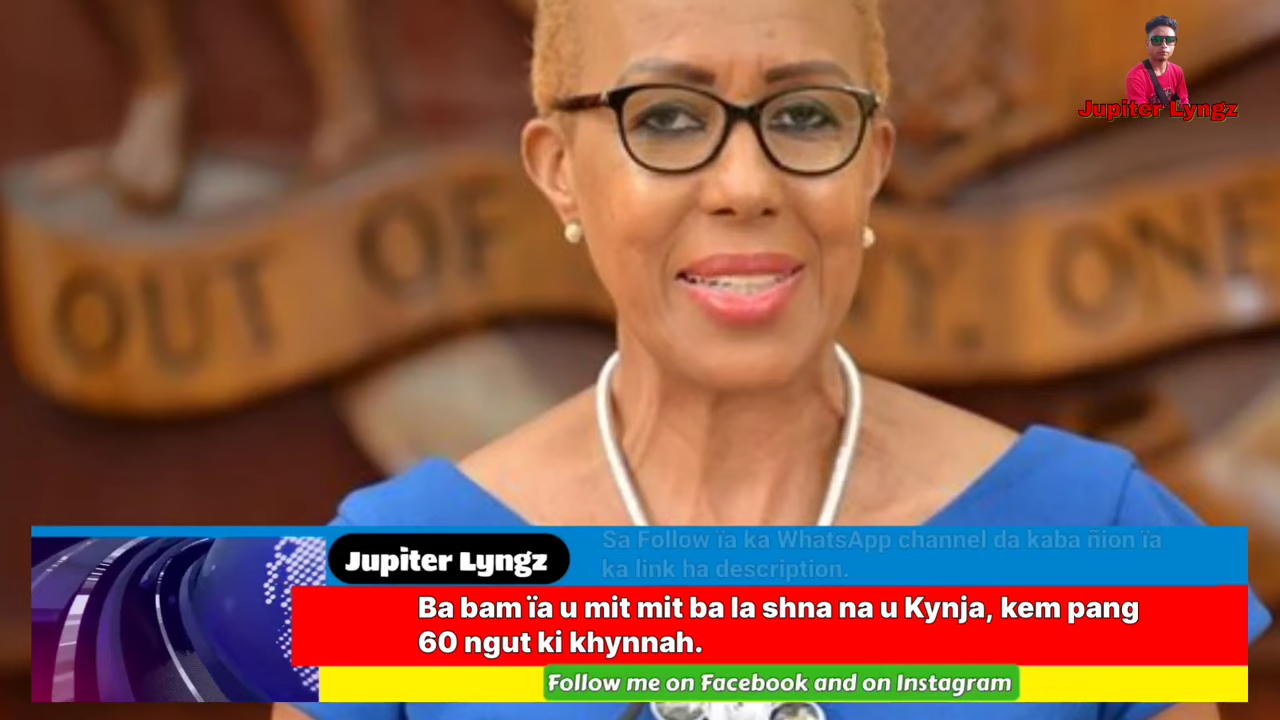 Jupiter Lyngz
OUT OF
Y. ONE
Jupiter Lyngz
Sa Follow ïa ka WhatsApp channel da kaba ñion ïa
ka link ha description.
Ba bam ïa u mit mit ba la shna na u Kynja, kem pang
60 ngut ki khynnah.
Follow me on Facebook and on Instagram